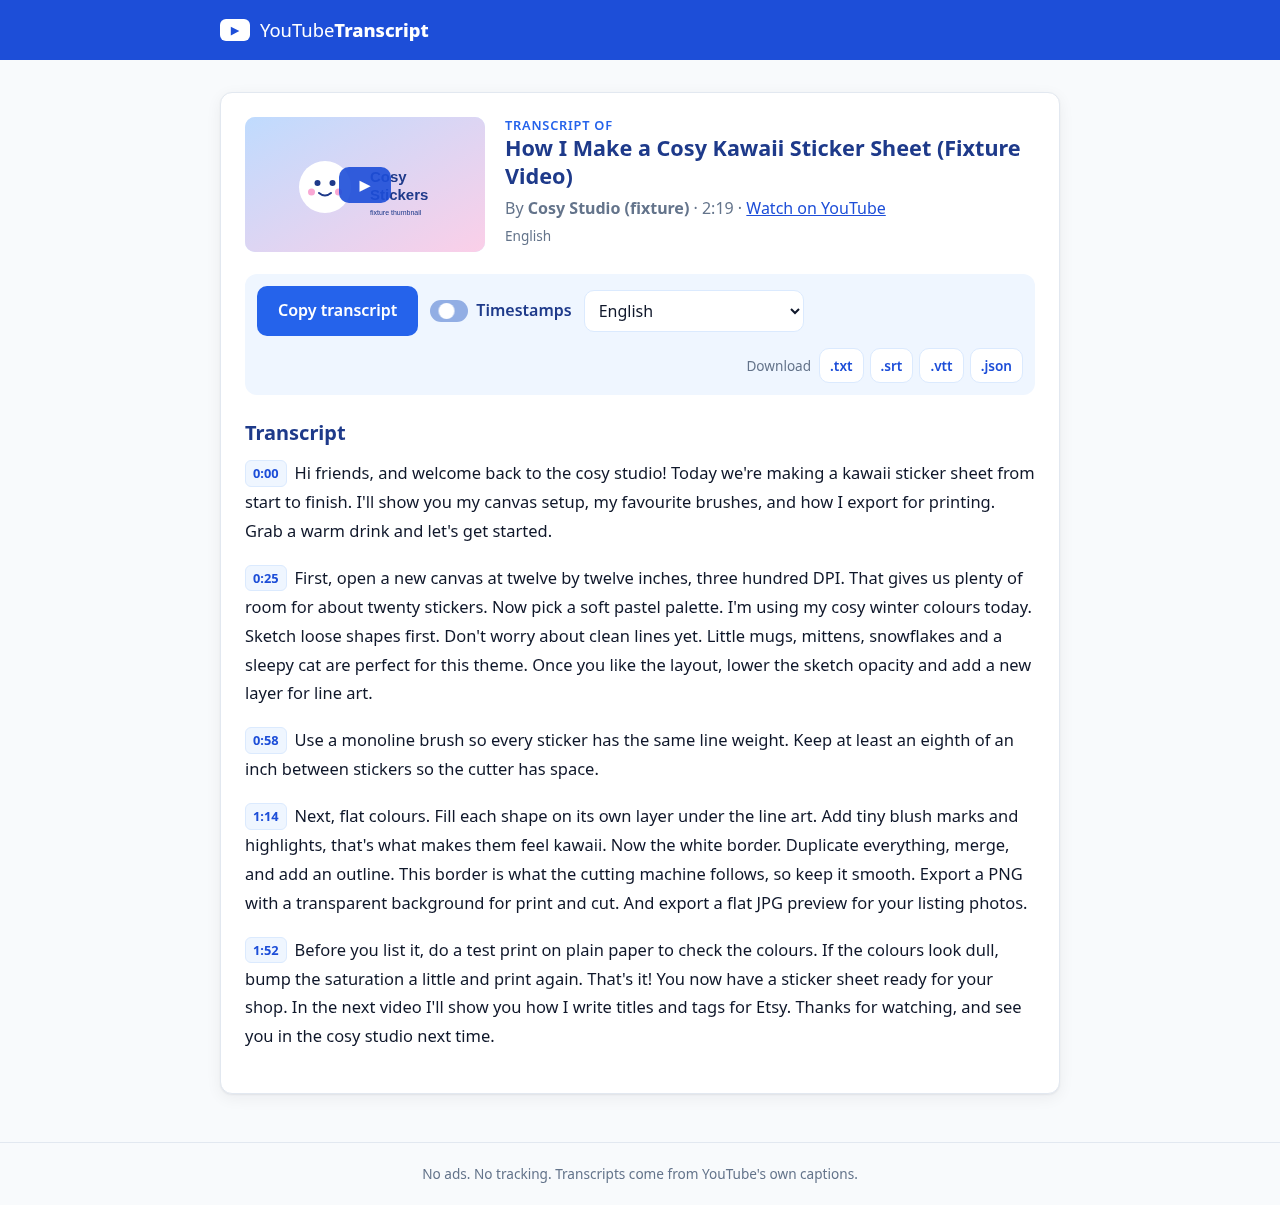 YouTubeTranscript
Cosy
Stickers
fixture thumbnail
TRANSCRIPT OF
How I Make a Cosy Kawaii Sticker Sheet (Fixture
Video)
By Cosy Studio (fixture) · 2:19 · Watch on YouTube
English
Copy transcript
Timestamps
English
Download
.txt
.srt
.vtt
.json
Transcript
0:00 Hi friends, and welcome back to the cosy studio! Today we're making a kawaii sticker sheet from
start to finish. I'll show you my canvas setup, my favourite brushes, and how I export for printing.
Grab a warm drink and let's get started.
0:25 First, open a new canvas at twelve by twelve inches, three hundred DPI. That gives us plenty of
room for about twenty stickers. Now pick a soft pastel palette. I'm using my cosy winter colours today.
Sketch loose shapes first. Don't worry about clean lines yet. Little mugs, mittens, snowflakes and a
sleepy cat are perfect for this theme. Once you like the layout, lower the sketch opacity and add a new
layer for line art.
0:58 Use a monoline brush so every sticker has the same line weight. Keep at least an eighth of an
inch between stickers so the cutter has space.
1:14 Next, flat colours. Fill each shape on its own layer under the line art. Add tiny blush marks and
highlights, that's what makes them feel kawaii. Now the white border. Duplicate everything, merge,
and add an outline. This border is what the cutting machine follows, so keep it smooth. Export a PNG
with a transparent background for print and cut. And export a flat JPG preview for your listing photos.
1:52 Before you list it, do a test print on plain paper to check the colours. If the colours look dull,
bump the saturation a little and print again. That's it! You now have a sticker sheet ready for your
shop. In the next video I'll show you how I write titles and tags for Etsy. Thanks for watching, and see
you in the cosy studio next time.
No ads. No tracking. Transcripts come from YouTube's own captions.